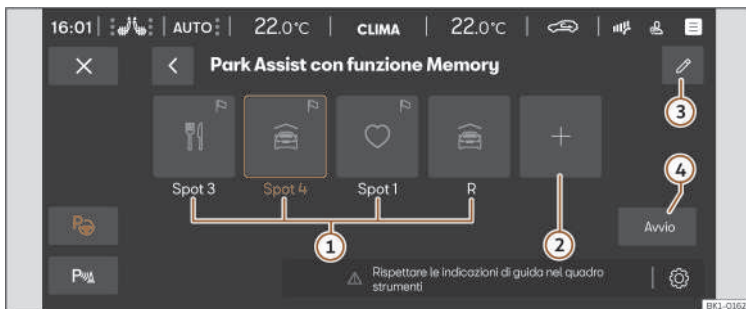 16:01 AUTO 22.0°C CLIMA 22.0°C
Park Assist con funzione Memory
3
Spot 3 Spot 4 Spot 1 R
4
1
2
Avvio
P
P
Rispettare le indicazioni di guida nel quadro
strumenti
BK1-0162